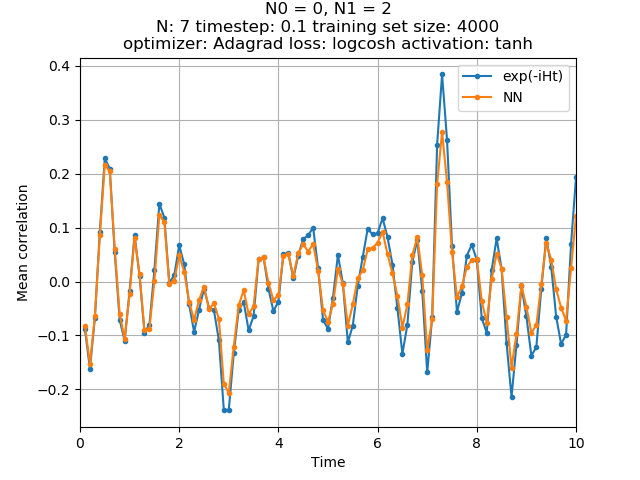 N0 = 0, N1 = 2
N: 7 timestep: 0.1 training set size: 4000
optimizer: Adagrad loss: logcosh activation: tanh
exp(-iHt)
NN
Mean correlation
0.4
0.3
0.2
0.1
0.0
−0.1
−0.2
0 2 4 6 8 10
Time